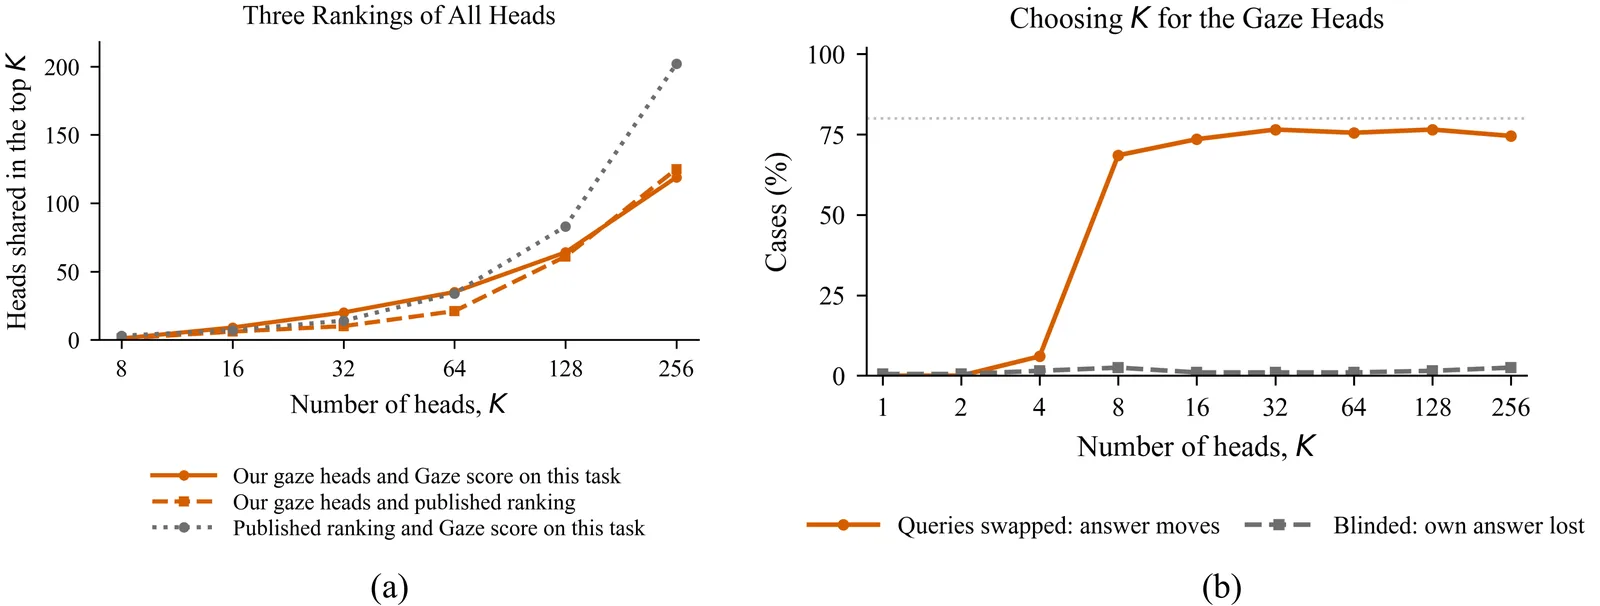 Three Rankings of All Heads
Heads shared in the top K
200
150
100
50
0
8 16 32 64 128 256
Number of heads, K
Our gaze heads and Gaze score on this task
Our gaze heads and published ranking
Published ranking and Gaze score on this task
(a)
Choosing K for the Gaze Heads
Cases (%)
100
75
50
25
0
1 2 4 8 16 32 64 128 256
Number of heads, K
Queries swapped: answer moves
Blinded: own answer lost
(b)